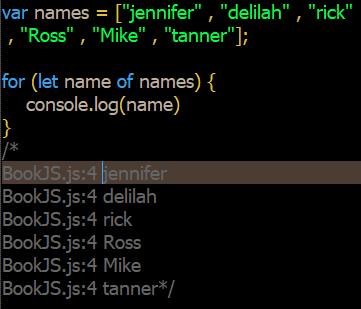 var names = ["jennifer" , "delilah" , "rick"
, "Ross" , "Mike" , "tanner"];
for (let name of names) {
console.log(name)
}
/*
BookJS.js:4 jennifer
BookJS.js:4 delilah
BookJS.js:4 rick
BookJS.js:4 Ross
BookJS.js:4 Mike
BookJS.js:4 tanner*/